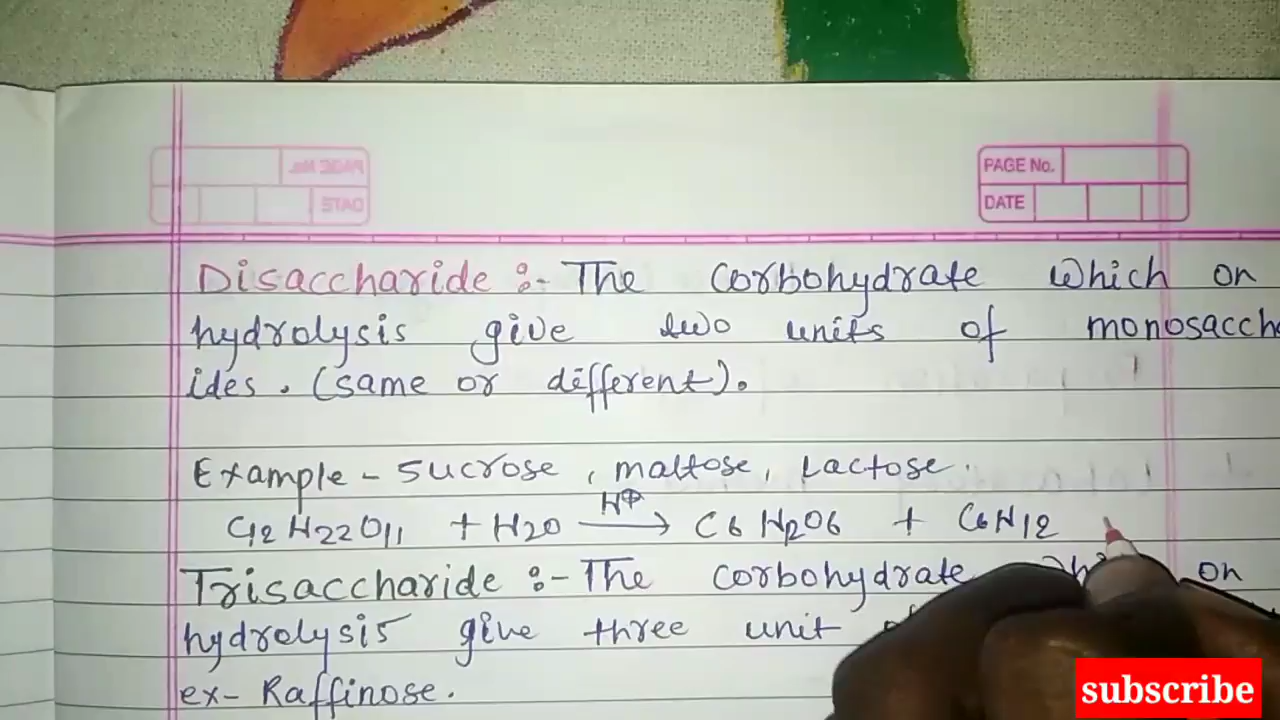 PAGE No.
DATE
Disaccharide :- The Corbohydrate which on
hydrolysis give two units of monosacch
ides. (same or different).
Example - Sucrose, maltose, Lactose.
C12H22O11 + H2O H⊕ → C6H12O6 + C6H12
Trisaccharide :- The corbohydrate on
hydrolysis give three unit
ex- Raffinose.
subscribe